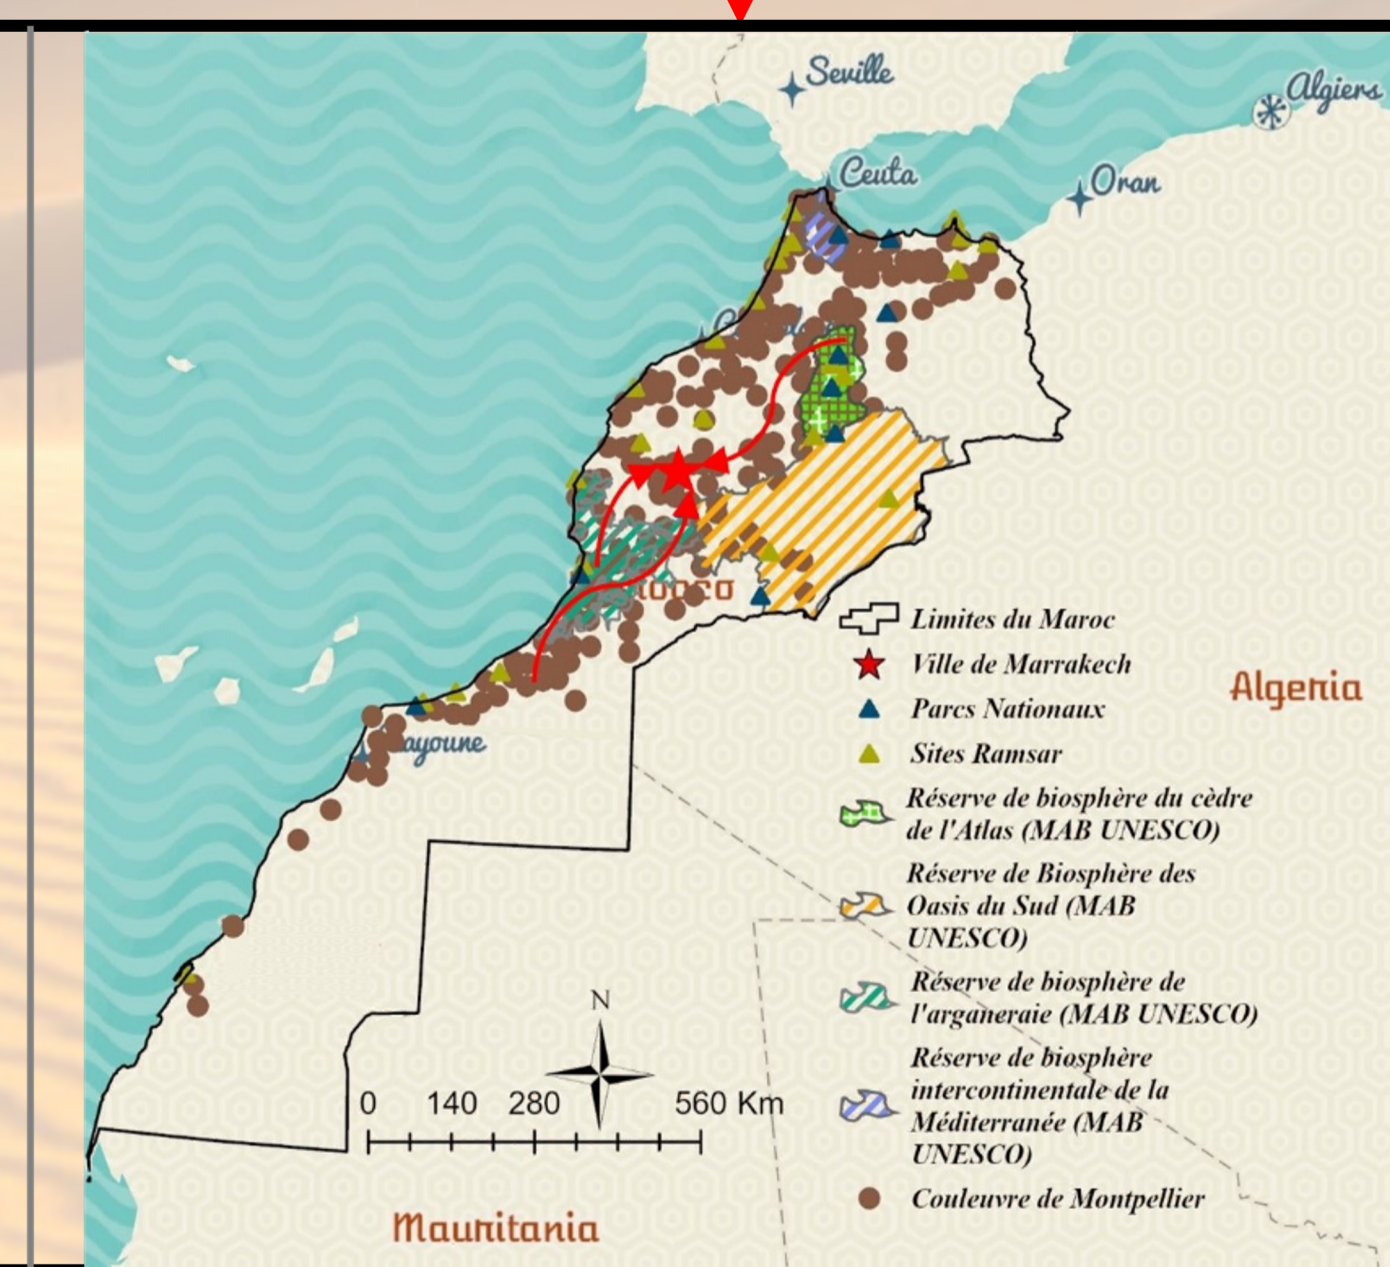 Seville
Algiers
Ceuta
Oran
Limites du Maroc
Ville de Marrakech
Algeria
Parcs Nationaux
Sites Ramsar
Réserve de biosphère du cèdre
de l'Atlas (MAB UNESCO)
Réserve de Biosphère des
Oasis du Sud (MAB
UNESCO)
Réserve de biosphère de
l'arganeraie (MAB UNESCO)
N
Réserve de biosphère
intercontinentale de la
Méditerranée (MAB
UNESCO)
0 140 280 560 Km
Couleuvre de Montpellier
Mauritania